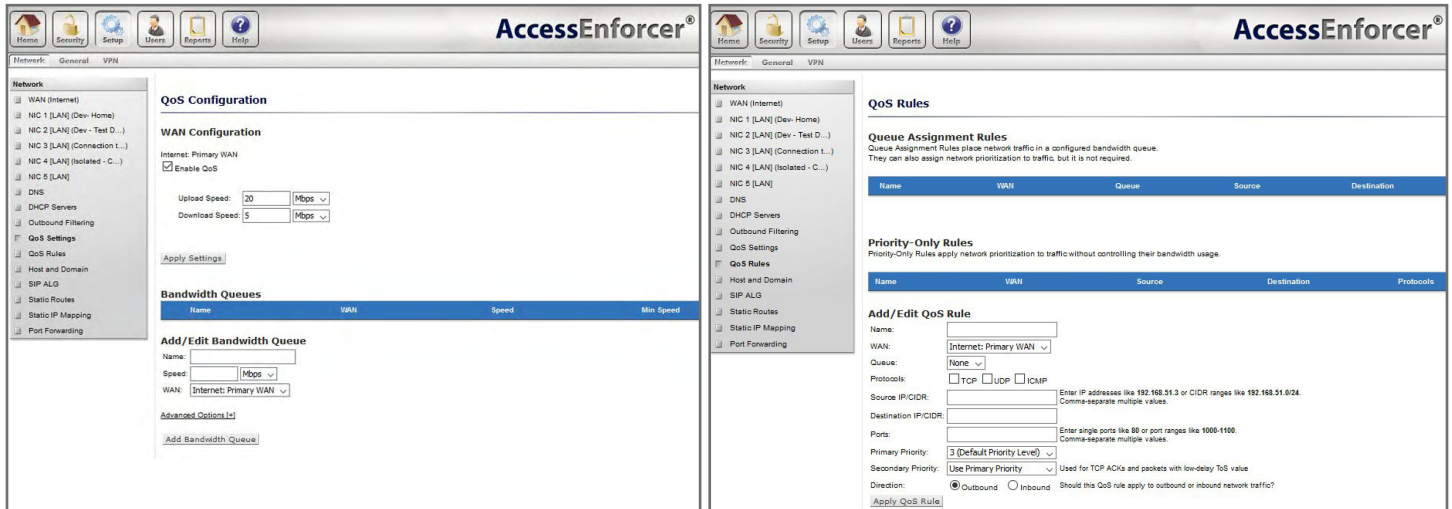 Home Security Setup Users Reports Help
AccessEnforcer®
Network General VPN
Network
WAN (Internet)
NIC 1 [LAN] (Dev- Home)
NIC 2 [LAN] (Dev - Test D...)
NIC 3 [LAN] (Connection t...)
NIC 4 [LAN] (Isolated - C...)
NIC 5 [LAN]
DNS
DHCP Servers
Outbound Filtering
QoS Settings
QoS Rules
Host and Domain
SIP ALG
Static Routes
Static IP Mapping
Port Forwarding
QoS Configuration
WAN Configuration
Internet: Primary WAN
Enable QoS
Upload Speed: 20 Mbps
Download Speed: 5 Mbps
Apply Settings
Bandwidth Queues
Name WAN Speed Min Speed
Add/Edit Bandwidth Queue
Name:
Speed: Mbps
WAN: Internet: Primary WAN
Advanced Options [+]
Add Bandwidth Queue
Home Security Setup Users Reports Help
AccessEnforcer®
Network General VPN
Network
WAN (Internet)
NIC 1 [LAN] (Dev- Home)
NIC 2 [LAN] (Dev - Test D...)
NIC 3 [LAN] (Connection t...)
NIC 4 [LAN] (Isolated - C...)
NIC 5 [LAN]
DNS
DHCP Servers
Outbound Filtering
QoS Settings
QoS Rules
Host and Domain
SIP ALG
Static Routes
Static IP Mapping
Port Forwarding
QoS Rules
Queue Assignment Rules
Queue Assignment Rules place network traffic in a configured bandwidth queue.
They can also assign network prioritization to traffic, but it is not required.
Name WAN Queue Source Destination
Priority-Only Rules
Priority-Only Rules apply network prioritization to traffic without controlling their bandwidth usage.
Name WAN Source Destination Protocols
Add/Edit QoS Rule
Name:
WAN: Internet: Primary WAN
Queue: None
Protocols: TCP UDP ICMP
Source IP/CIDR: Enter IP addresses like 192.168.51.3 or CIDR ranges like 192.168.51.0/24.
Comma-separate multiple values.
Destination IP/CIDR:
Ports: Enter single ports like 80 or port ranges like 1000-1100.
Comma-separate multiple values.
Primary Priority: 3 (Default Priority Level)
Secondary Priority: Use Primary Priority Used for TCP ACKs and packets with low-delay ToS value
Direction: Outbound Inbound Should this QoS rule apply to outbound or inbound network traffic?
Apply QoS Rule